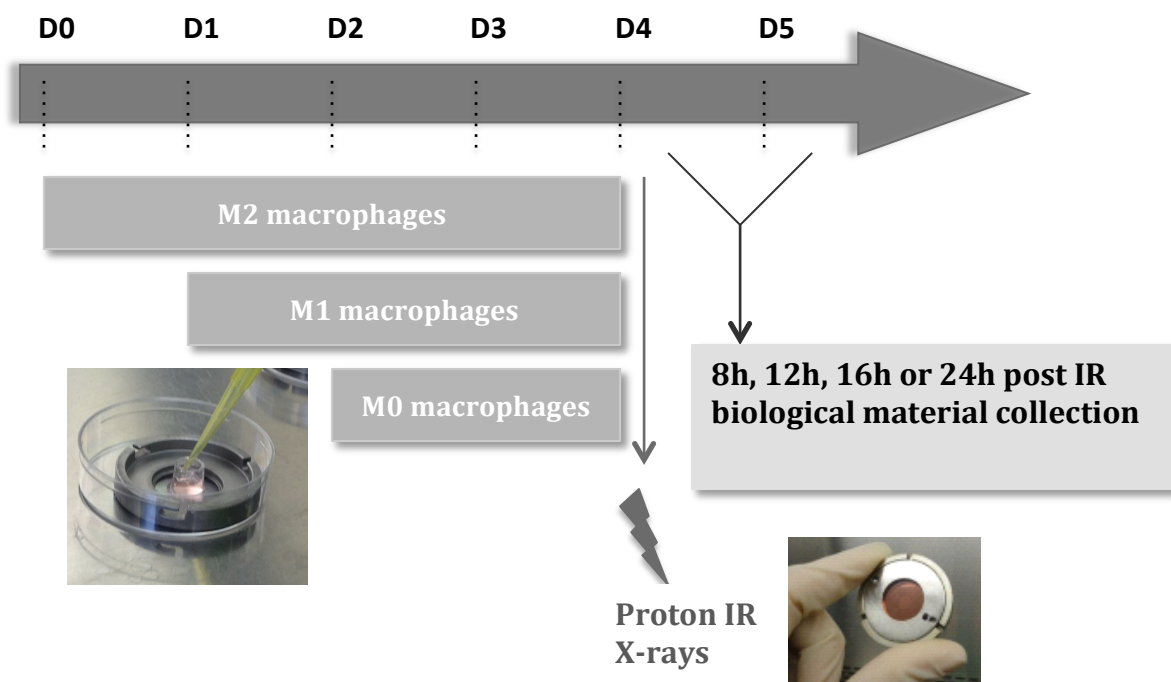 D0 D1 D2 D3 D4 D5
M2 macrophages
M1 macrophages
M0 macrophages
8h, 12h, 16h or 24h post IR
biological material collection
Proton IR
X-rays